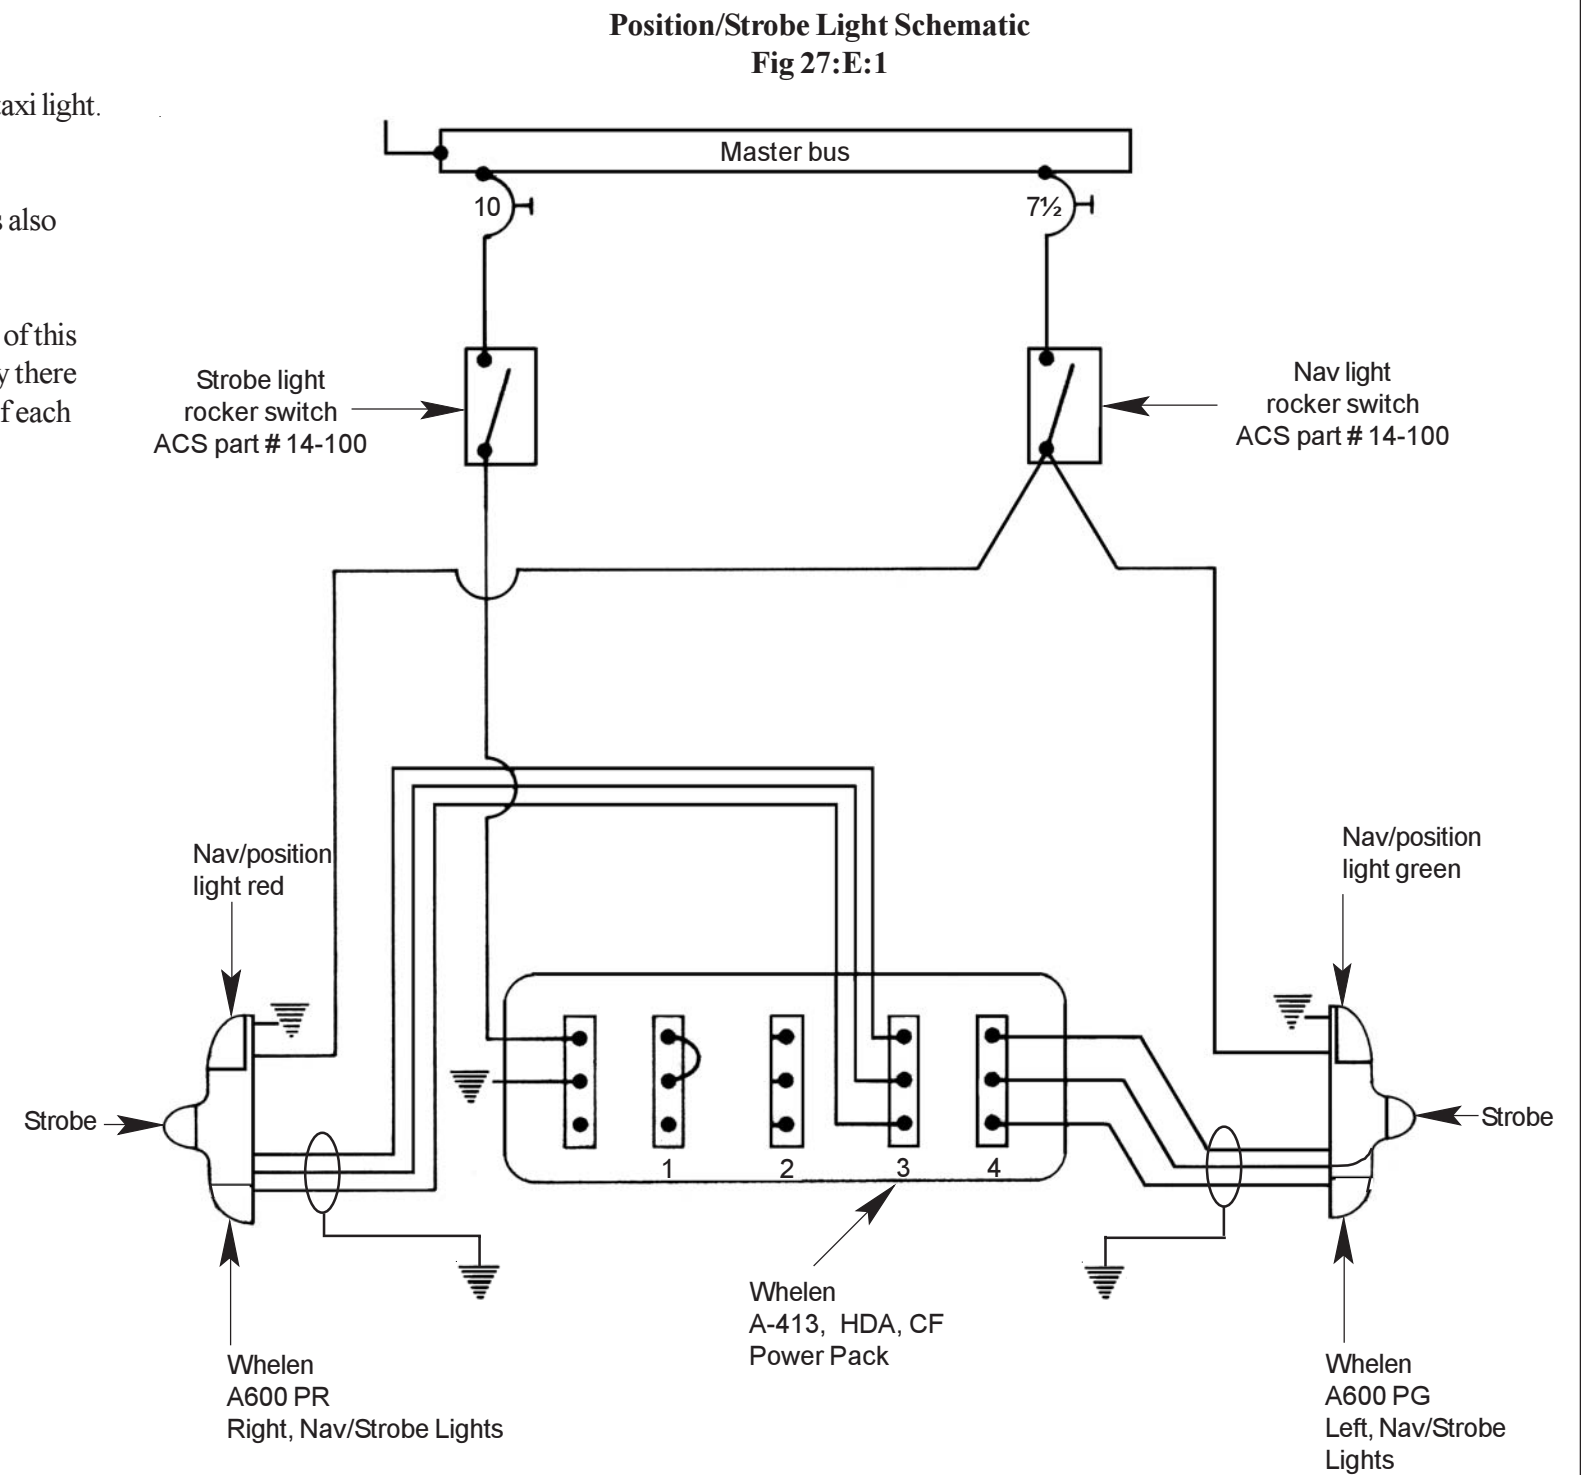 Position/Strobe Light Schematic
Fig 27:E:1
taxi light.
also
of this
there
each
Master bus
10
7½
Strobe light
rocker switch
ACS part # 14-100
Nav light
rocker switch
ACS part # 14-100
Nav/position
light red
Nav/position
light green
Strobe
Strobe
1
2
3
4
Whelen
A-413, HDA, CF
Power Pack
Whelen
A600 PR
Right, Nav/Strobe Lights
Whelen
A600 PG
Left, Nav/Strobe
Lights